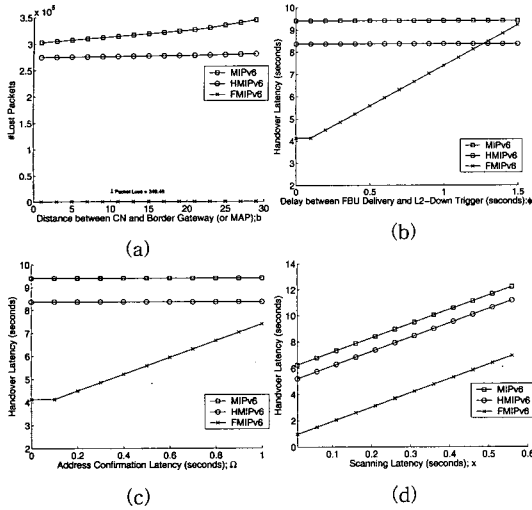 3.5 x 10^8
3
2.5
2
1.5
1
0.5
0
#Lost Packets
MIPv6
HMIPv6
FMIPv6
Packet Loss = 349.46
0 5 10 15 20 25 30
Distance between CN and Border Gateway (or MAP);b
(a)
10
9
8
7
6
5
4
3
2
Handover Latency (seconds)
MIPv6
HMIPv6
FMIPv6
0 0.5 1 1.5
Delay between FBU Delivery and L2-Down Trigger (seconds);ϕ
(b)
10
9
8
7
6
5
4
3
2
Handover Latency (seconds)
MIPv6
HMIPv6
FMIPv6
0 0.2 0.4 0.6 0.8 1
Address Confirmation Latency (seconds); Ω
(c)
14
12
10
8
6
4
2
0
Handover Latency (seconds)
MIPv6
HMIPv6
FMIPv6
0.1 0.2 0.3 0.4 0.5 0.6
Scanning Latency (seconds); x
(d)